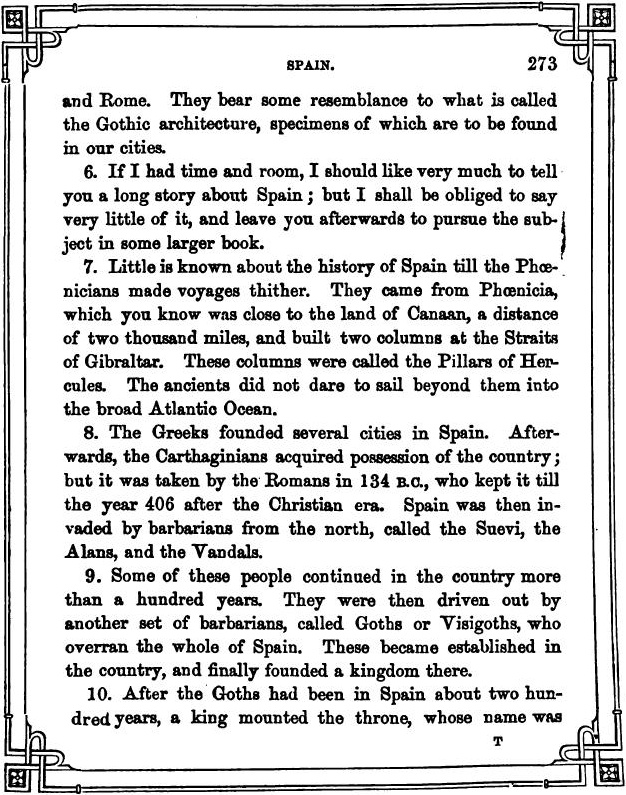 SPAIN. 273
and Rome. They bear some resemblance to what is called
the Gothic architecture, specimens of which are to be found
in our cities.
6. If I had time and room, I should like very much to tell
you a long story about Spain; but I shall be obliged to say
very little of it, and leave you afterwards to pursue the sub-
ject in some larger book.
7. Little is known about the history of Spain till the Phœ-
nicians made voyages thither. They came from Phœnicia,
which you know was close to the land of Canaan, a distance
of two thousand miles, and built two columns at the Straits
of Gibraltar. These columns were called the Pillars of Her-
cules. The ancients did not dare to sail beyond them into
the broad Atlantic Ocean.
8. The Greeks founded several cities in Spain. After-
wards, the Carthaginians acquired possession of the country;
but it was taken by the Romans in 134 B.C., who kept it till
the year 406 after the Christian era. Spain was then in-
vaded by barbarians from the north, called the Suevi, the
Alans, and the Vandals.
9. Some of these people continued in the country more
than a hundred years. They were then driven out by
another set of barbarians, called Goths or Visigoths, who
overran the whole of Spain. These became established in
the country, and finally founded a kingdom there.
10. After the Goths had been in Spain about two hun-
dred years, a king mounted the throne, whose name was
T